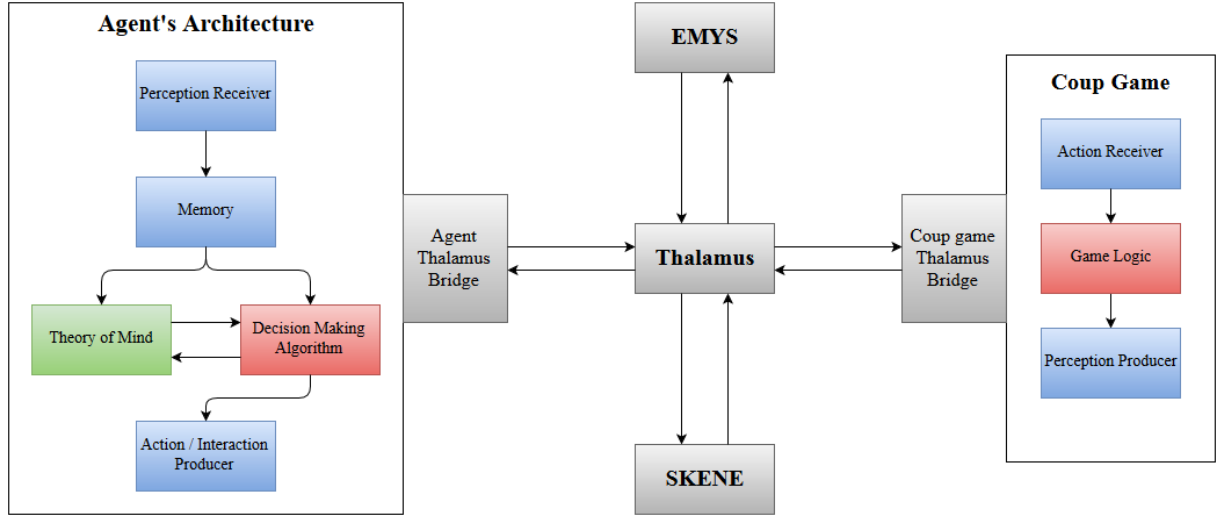 Agent's Architecture
Perception Receiver
Memory
Theory of Mind
Decision Making
Algorithm
Action / Interaction
Producer
Agent
Thalamus
Bridge
EMYS
Thalamus
SKENE
Coup game
Thalamus
Bridge
Coup Game
Action Receiver
Game Logic
Perception Producer